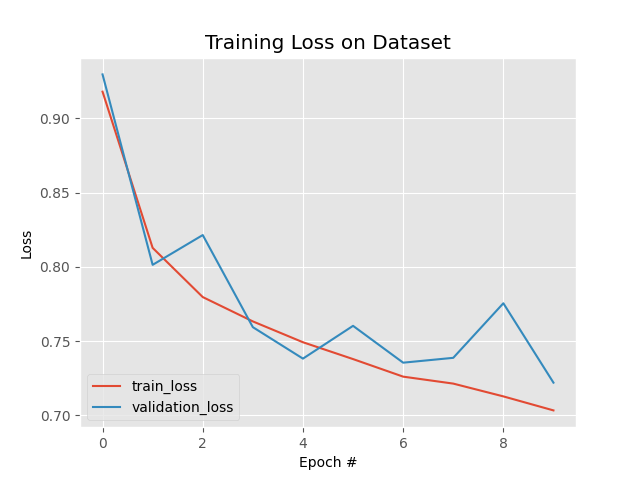 Training Loss on Dataset
0.90
0.85
0.80
0.75
0.70
Loss
train_loss
validation_loss
0 2 4 6 8
Epoch #